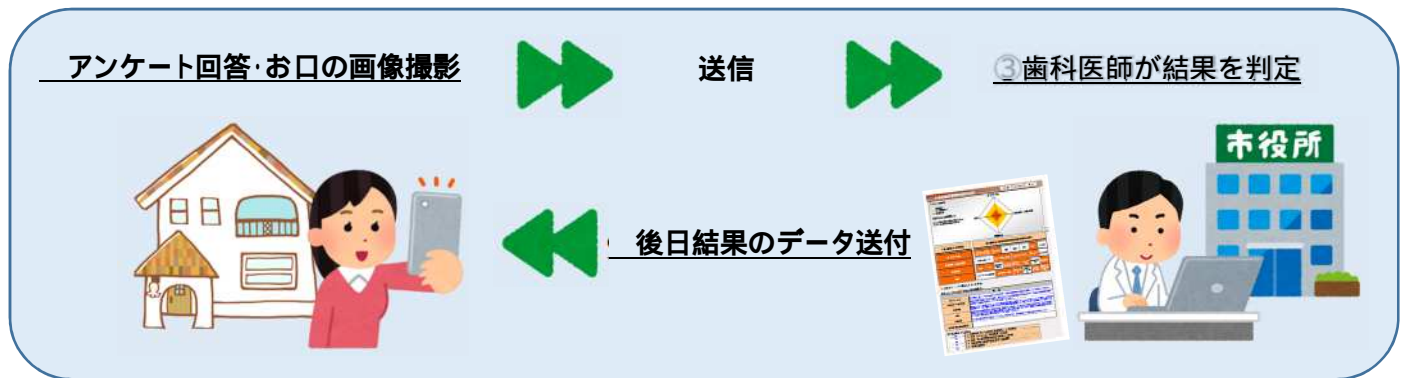 アンケート回答・お口の画像撮影
送信
③歯科医師が結果を判定
市役所
後日結果のデータ送付